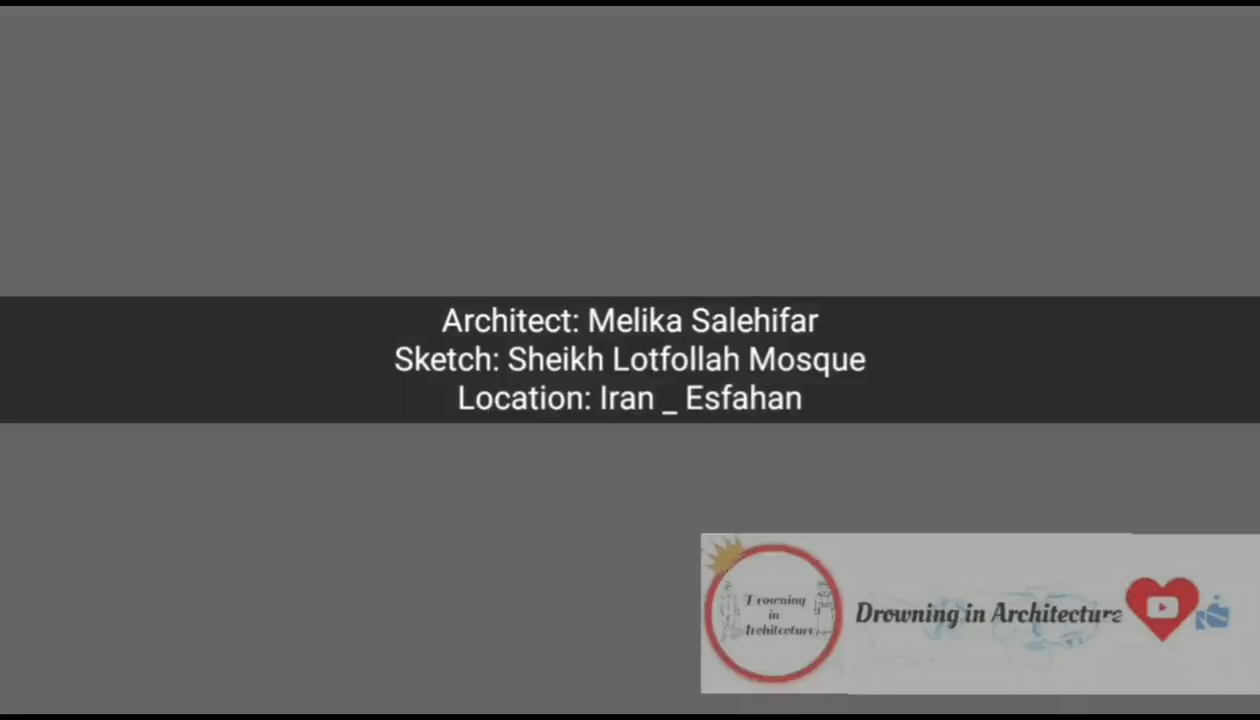 Architect: Melika Salehifar
Sketch: Sheikh Lotfollah Mosque
Location: Iran _ Esfahan
Drowning
in
Architecture
Drowning in Architecture